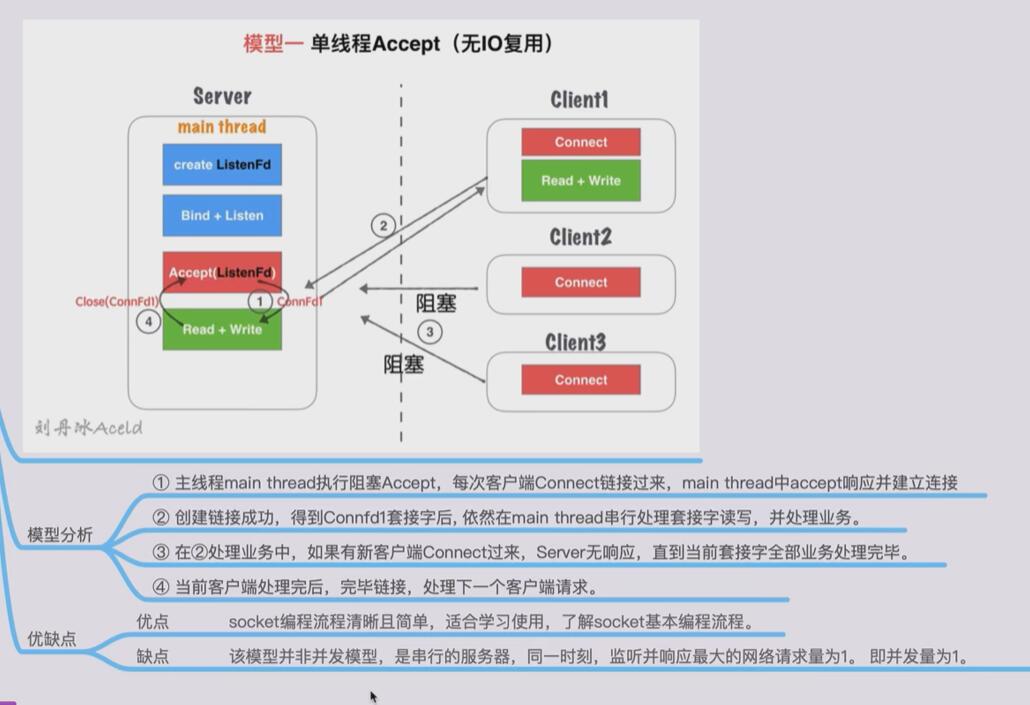 模型一 单线程Accept（无IO复用）
Server
main thread
create ListenFd
Bind + Listen
Accept(ListenFd)
Close(ConnFd1)
①
ConnFd1
④
Read + Write
②
阻塞
③
阻塞
Client1
Connect
Read + Write
Client2
Connect
Client3
Connect
刘丹冰Aceld
模型分析
① 主线程main thread执行阻塞Accept，每次客户端Connect链接过来，main thread中accept响应并建立连接
② 创建链接成功，得到Connfd1套接字后, 依然在main thread串行处理套接字读写，并处理业务。
③ 在②处理业务中，如果有新客户端Connect过来，Server无响应，直到当前套接字全部业务处理完毕。
④ 当前客户端处理完后，完毕链接，处理下一个客户端请求。
优缺点
优点 socket编程流程清晰且简单，适合学习使用，了解socket基本编程流程。
缺点 该模型并非并发模型，是串行的服务器，同一时刻，监听并响应最大的网络请求量为1。 即并发量为1。